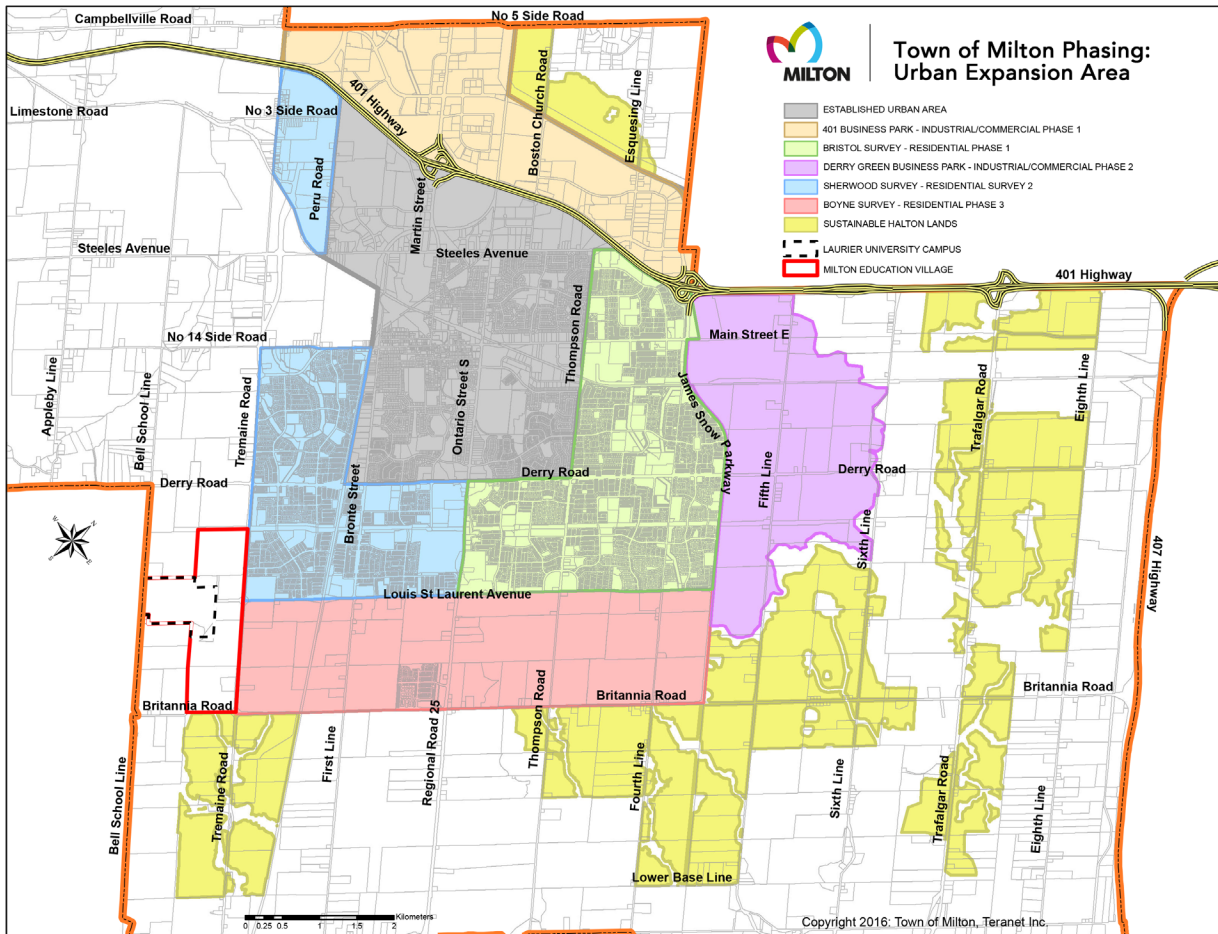 Campbellville Road
No 5 Side Road
MILTON
Town of Milton Phasing:
Urban Expansion Area
ESTABLISHED URBAN AREA
401 BUSINESS PARK - INDUSTRIAL/COMMERCIAL PHASE 1
BRISTOL SURVEY - RESIDENTIAL PHASE 1
DERRY GREEN BUSINESS PARK - INDUSTRIAL/COMMERCIAL PHASE 2
SHERWOOD SURVEY - RESIDENTIAL SURVEY 2
BOYNE SURVEY - RESIDENTIAL PHASE 3
SUSTAINABLE HALTON LANDS
LAURIER UNIVERSITY CAMPUS
MILTON EDUCATION VILLAGE
Limestone Road
No 3 Side Road
401 Highway
Boston Church Road
Esquesing Line
Peru Road
Martin Street
Steeles Avenue
Steeles Avenue
401 Highway
No 14 Side Road
Thompson Road
Main Street E
Appleby Line
Bell School Line
Tremaine Road
Ontario Street S
James Snow Parkway
Trafalgar Road
Eighth Line
Derry Road
Bronte Street
Derry Road
Fifth Line
Derry Road
Sixth Line
407 Highway
W
N
S
E
Louis St Laurent Avenue
Britannia Road
Britannia Road
Britannia Road
Bell School Line
Tremaine Road
First Line
Regional Road 25
Thompson Road
Fourth Line
Sixth Line
Trafalgar Road
Eighth Line
Lower Base Line
Kilometers
0 0.25 0.5 1 1.5 2
Copyright 2016: Town of Milton, Teranet Inc.